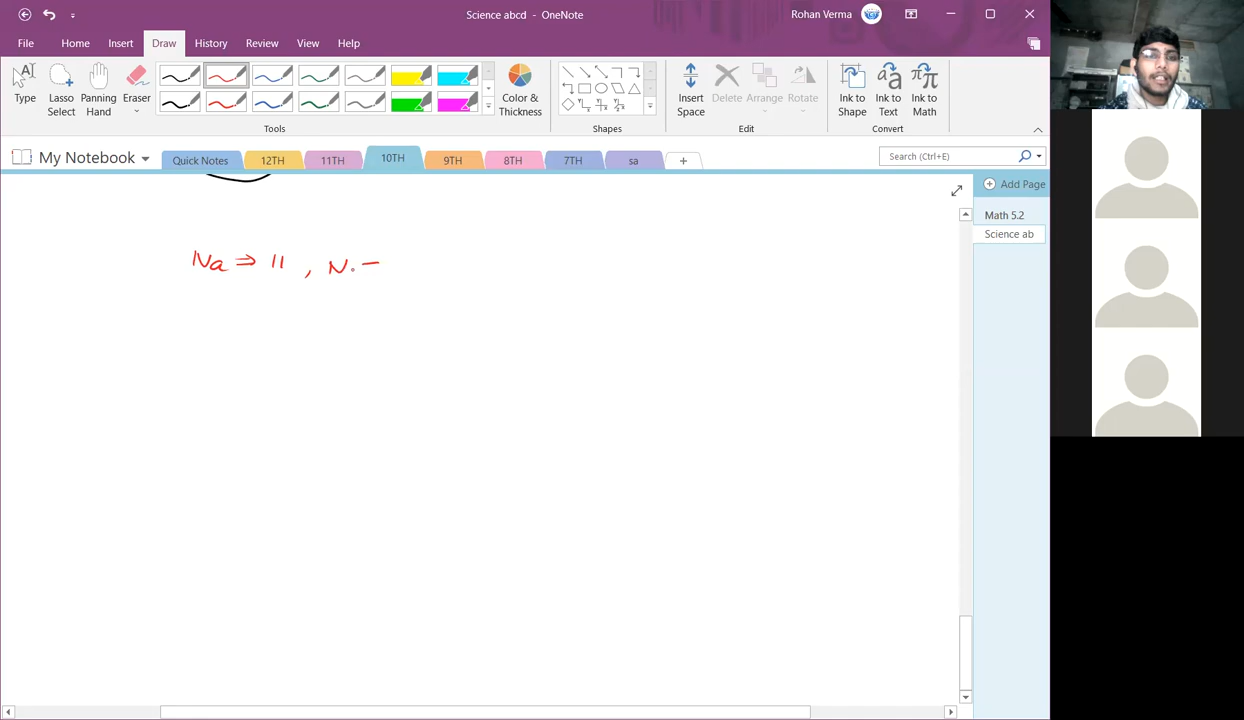 Science abcd - OneNote
Rohan Verma
File Home Insert Draw History Review View Help
Type
Lasso Select
Panning Hand
Eraser
Color & Thickness
Insert Space
Delete
Arrange
Rotate
Ink to Shape
Ink to Text
Ink to Math
Tools
Shapes
Edit
Convert
My Notebook
Quick Notes
12TH
11TH
10TH
9TH
8TH
7TH
sa
Search (Ctrl+E)
Add Page
Math 5.2
Science ab
Na ⇒ 11 , N. -